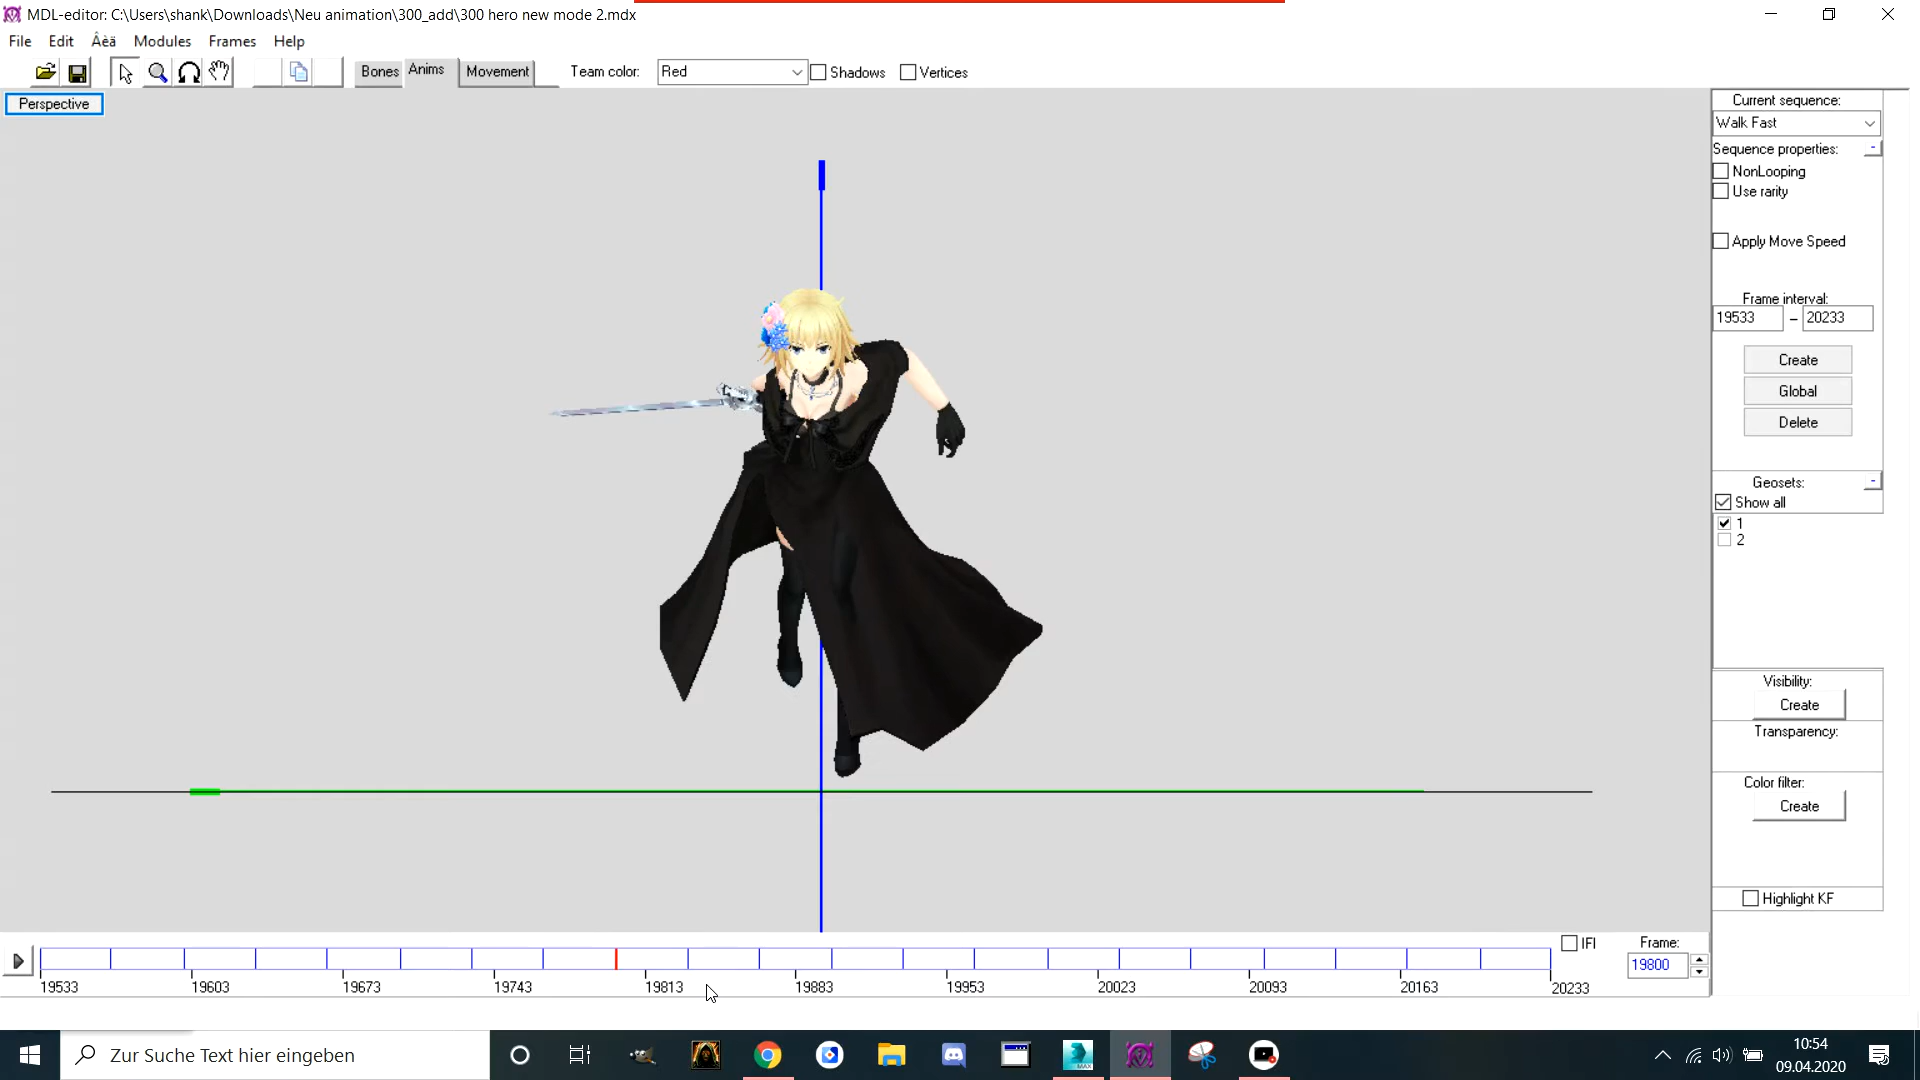 MDL-editor: C:\Users\shank\Downloads\Neu animation\300_add\300 hero new mode 2.mdx
File Edit Âèä Modules Frames Help
Bones Anims Movement Team color: Red Shadows Vertices
Perspective
Current sequence:
Walk Fast
Sequence properties: -
NonLooping
Use rarity
Apply Move Speed
Frame interval:
19533 – 20233
Create
Global
Delete
Geosets: -
Show all
1
2
Visibility:
Create
Transparency:
Color filter:
Create
Highlight KF
IFl Frame:
19800
19533 19603 19673 19743 19813 19883 19953 20023 20093 20163 20233
Zur Suche Text hier eingeben
MAX
10:54
09.04.2020